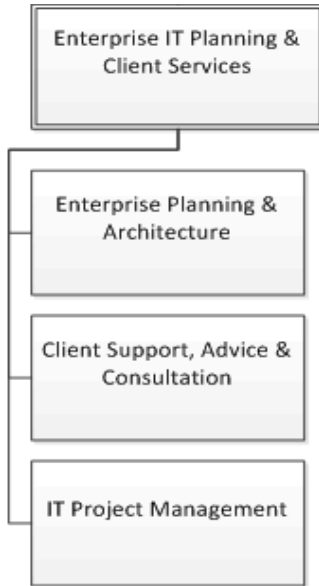 Enterprise IT Planning &
Client Services
Enterprise Planning &
Architecture
Client Support, Advice &
Consultation
IT Project Management